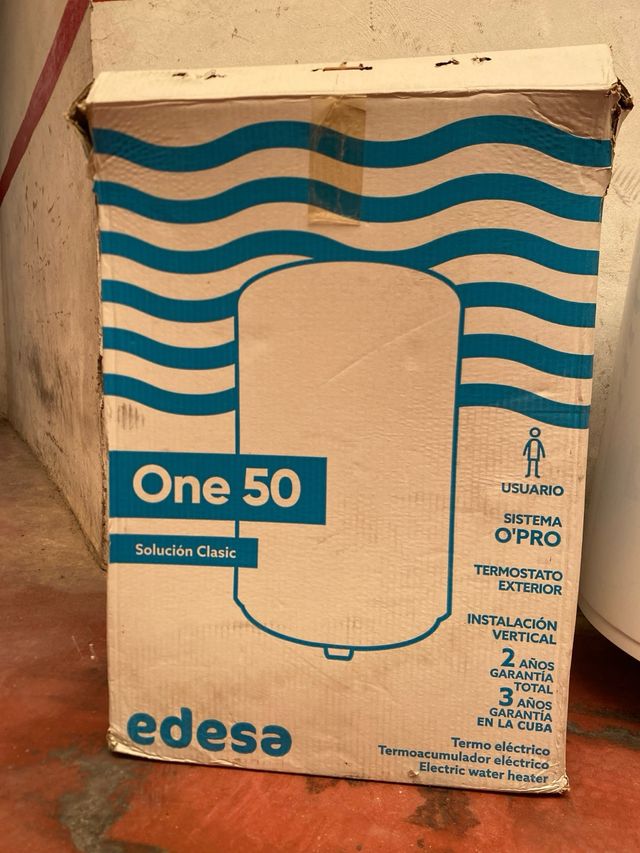 One 50
Solución Clasic
USUARIO
SISTEMA
O'PRO
TERMOSTATO
EXTERIOR
INSTALACIÓN
VERTICAL
2 AÑOS
GARANTÍA
TOTAL
3 AÑOS
GARANTÍA
EN LA CUBA
edesa
Termo eléctrico
Termoacumulador eléctrico
Electric water heater